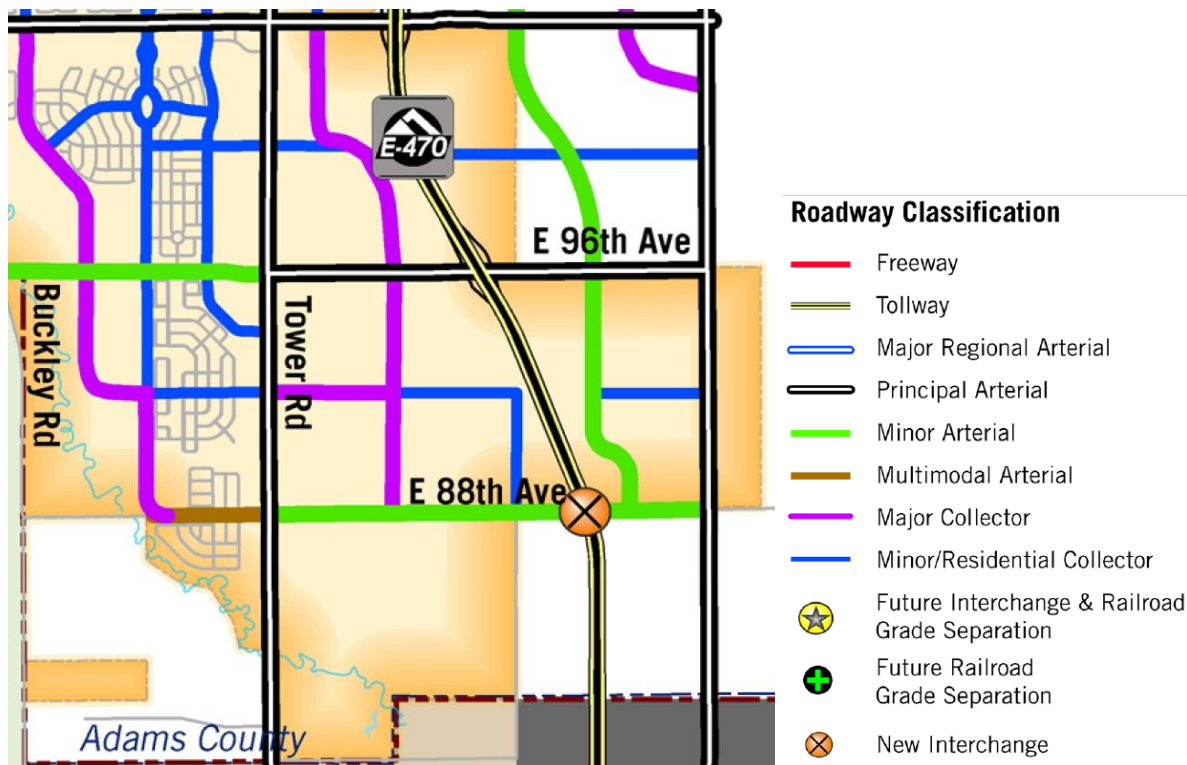 E-470
E 96th Ave
Buckley Rd
Tower Rd
E 88th Ave
Adams County
Roadway Classification
Freeway
Tollway
Major Regional Arterial
Principal Arterial
Minor Arterial
Multimodal Arterial
Major Collector
Minor/Residential Collector
Future Interchange & Railroad
Grade Separation
Future Railroad
Grade Separation
New Interchange